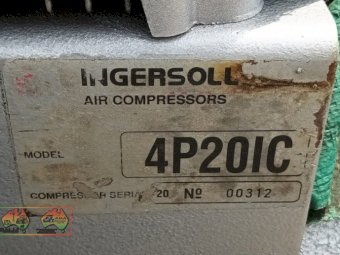 INGERSOLL
AIR COMPRESSORS
MODEL 4P20IC
COMPRESSOR SERIAL 20 Nº 00312